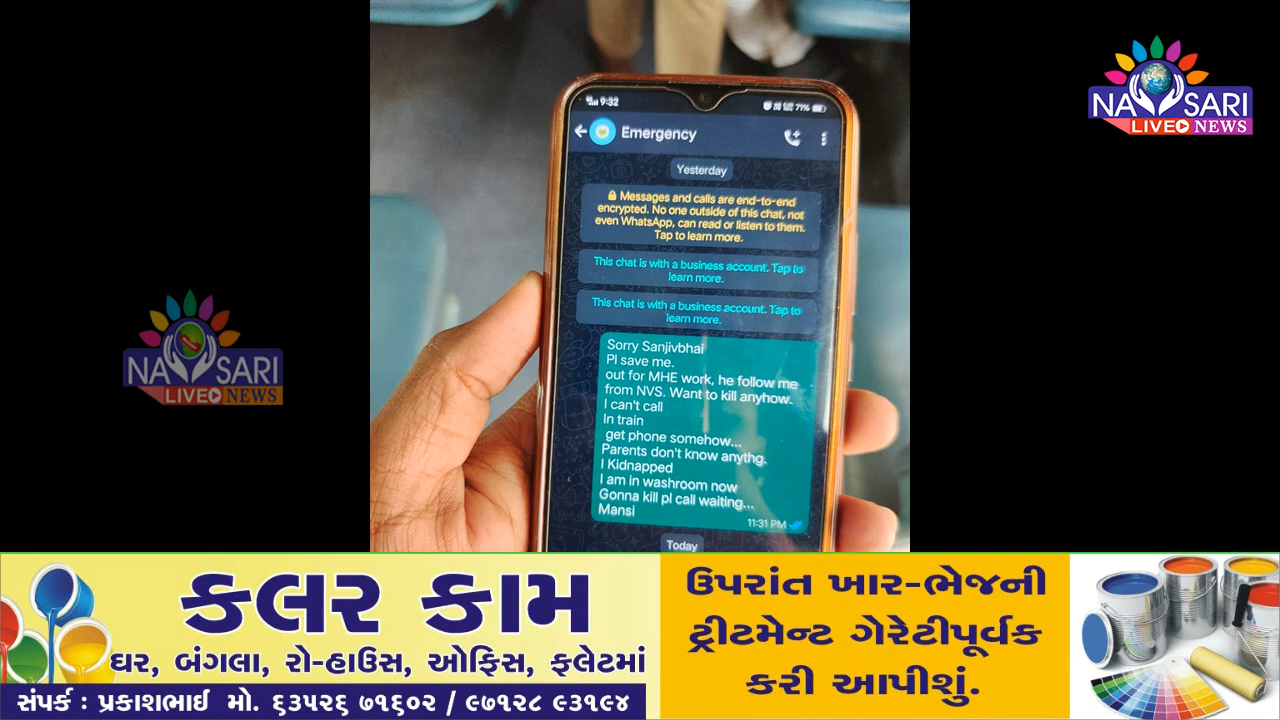 NAVSARI
LIVE NEWS
9:32
71%
Emergency
Yesterday
Messages and calls are end-to-end
encrypted. No one outside of this chat, not
even WhatsApp, can read or listen to them.
Tap to learn more.
This chat is with a business account. Tap to
learn more.
This chat is with a business account. Tap to
learn more.
Sorry Sanjivbhai
Pl save me.
out for MHE work, he follow me
from NVS. Want to kill anyhow.
I can't call
In train
get phone somehow...
Parents don't know anythg.
I Kidnapped
I am in washroom now
Gonna kill pl call waiting...
Mansi
11:31 PM
Today
NAVSARI
LIVE NEWS
કલર કામ
ઘર, બંગલા, રો-હાઉસ, ઓફિસ, ફલેટમાં
સંપર્ક : પ્રકાશભાઈ મો. ૬૩૫૨૬ ૭૧૬૦૨ / ૯૭૧૨૮ ૯૩૧૯૪
ઉપરાંત ખાર-ભેજની
ટ્રીટમેન્ટ ગેરેટીપૂર્વક
કરી આપીશું.